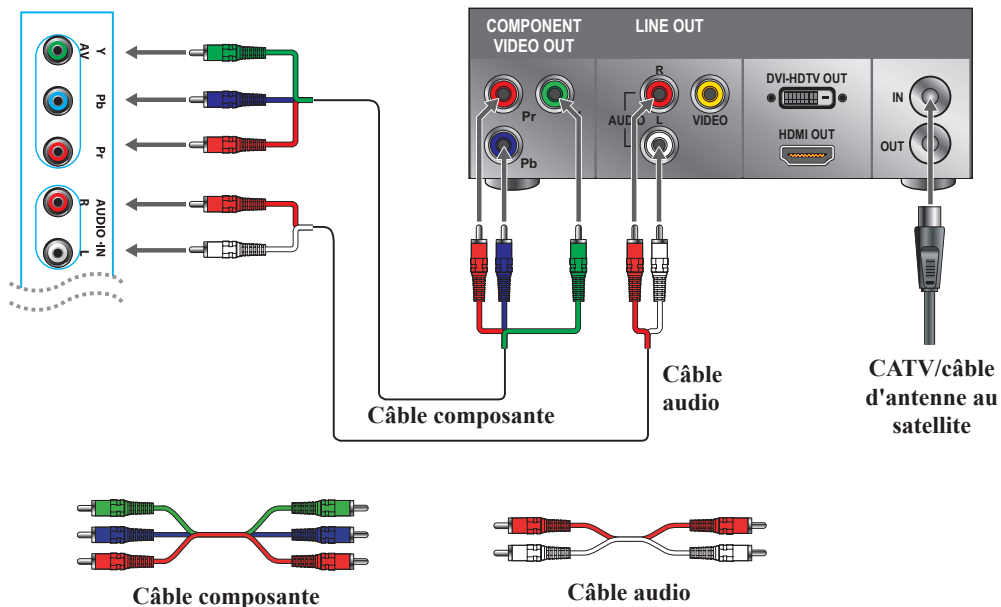 Y
AV
Pb
Pr
R
AUDIO-IN
L
COMPONENT
VIDEO OUT
LINE OUT
Pr
Pb
R
AUDIO
L
VIDEO
DVI-HDTV OUT
HDMI OUT
IN
OUT
Câble composante
Câble
audio
CATV/câble
d'antenne au
satellite
Câble composante
Câble audio